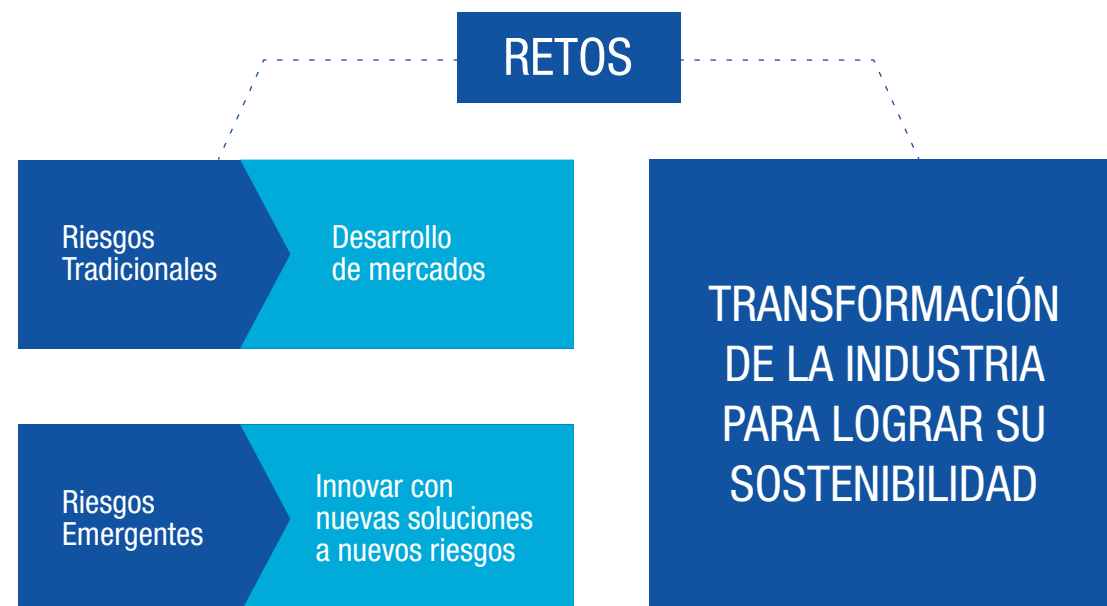 RETOS
Riesgos
Tradicionales
Desarrollo
de mercados
Riesgos
Emergentes
Innovar con
nuevas soluciones
a nuevos riesgos
TRANSFORMACIÓN
DE LA INDUSTRIA
PARA LOGRAR SU
SOSTENIBILIDAD